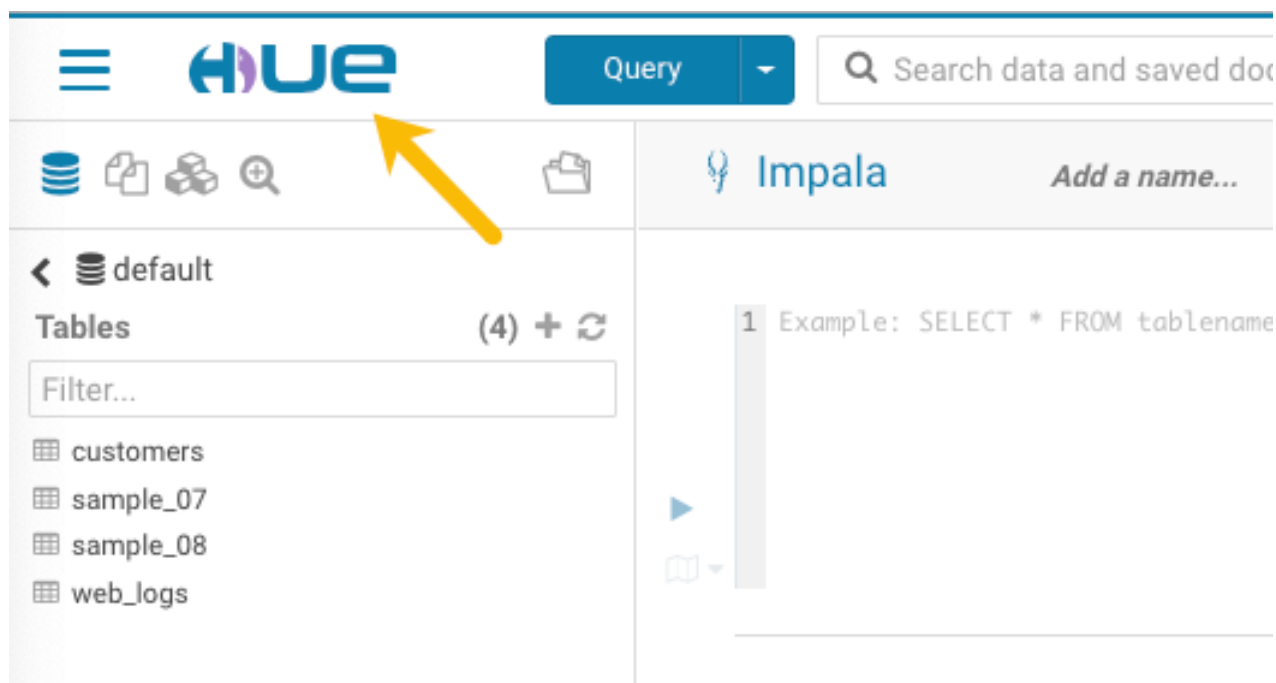 HUE
Query
Search data and saved
Impala
Add a name...
default
Tables (4)
Filter...
customers
sample_07
sample_08
web_logs
1 Example: SELECT * FROM tablename